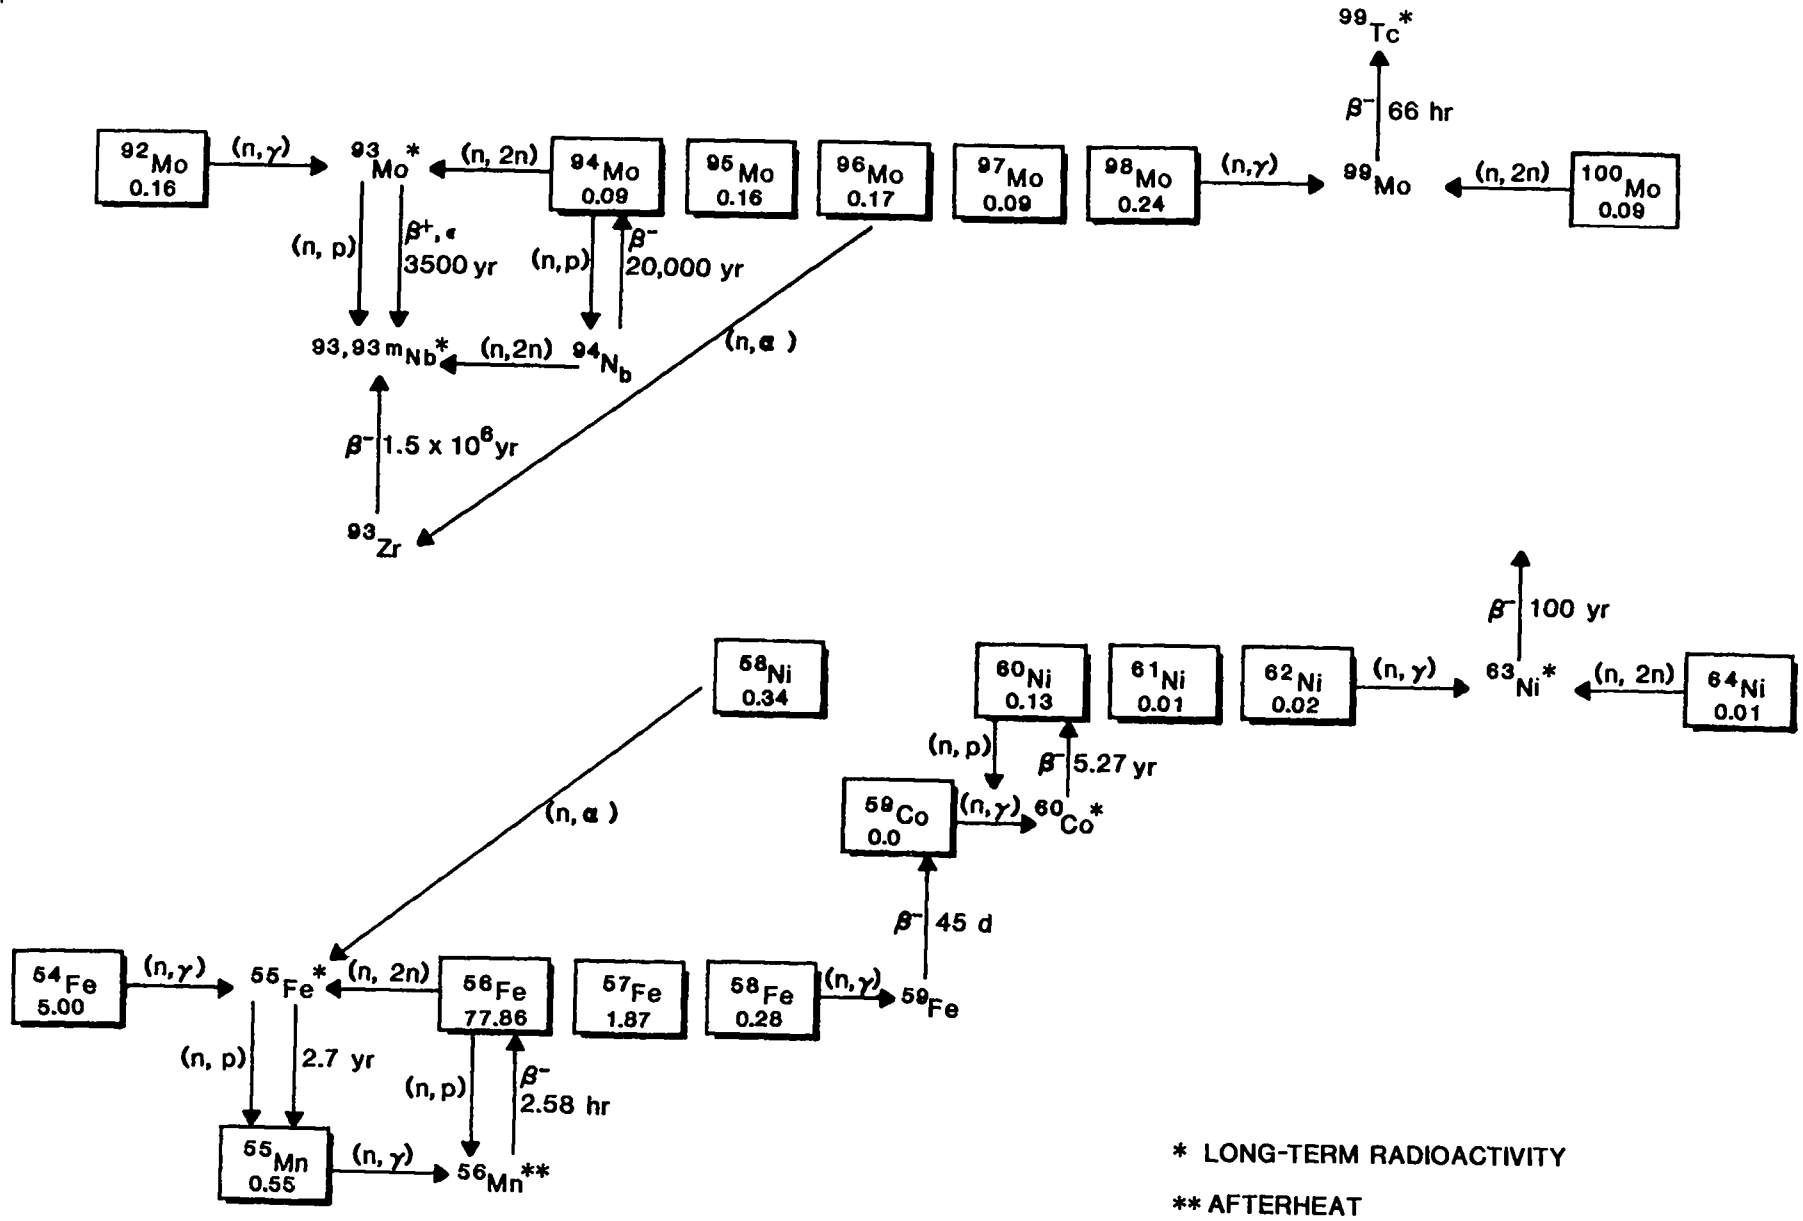 ⁹⁹Tc*
β⁻ 66 hr
⁹²Mo
0.16
(n,γ)
⁹³Mo*
(n, 2n)
⁹⁴Mo
0.09
⁹⁵Mo
0.16
⁹⁶Mo
0.17
⁹⁷Mo
0.09
⁹⁸Mo
0.24
(n,γ)
⁹⁹Mo
(n, 2n)
¹⁰⁰Mo
0.09
(n, p)
β⁺, ε
3500 yr
(n,p)
β⁻
20,000 yr
(n,α)
⁹³,⁹³ᵐNb*
(n,2n)
⁹⁴Nb
β⁻ 1.5 x 10⁶ yr
⁹³Zr
β⁻ 100 yr
⁵⁸Ni
0.34
⁶⁰Ni
0.13
⁶¹Ni
0.01
⁶²Ni
0.02
(n, γ)
⁶³Ni*
(n, 2n)
⁶⁴Ni
0.01
(n, p)
β⁻ 5.27 yr
(n,α)
⁵⁹Co
0.0
(n,γ)
⁶⁰Co*
β⁻ 45 d
⁵⁴Fe
5.00
(n,γ)
⁵⁵Fe*
(n, 2n)
⁵⁶Fe
77.86
⁵⁷Fe
1.87
⁵⁸Fe
0.28
(n,γ)
⁵⁹Fe
(n, p)
2.7 yr
(n,p)
β⁻
2.58 hr
⁵⁵Mn
0.55
(n, γ)
⁵⁶Mn**
* LONG-TERM RADIOACTIVITY
** AFTERHEAT